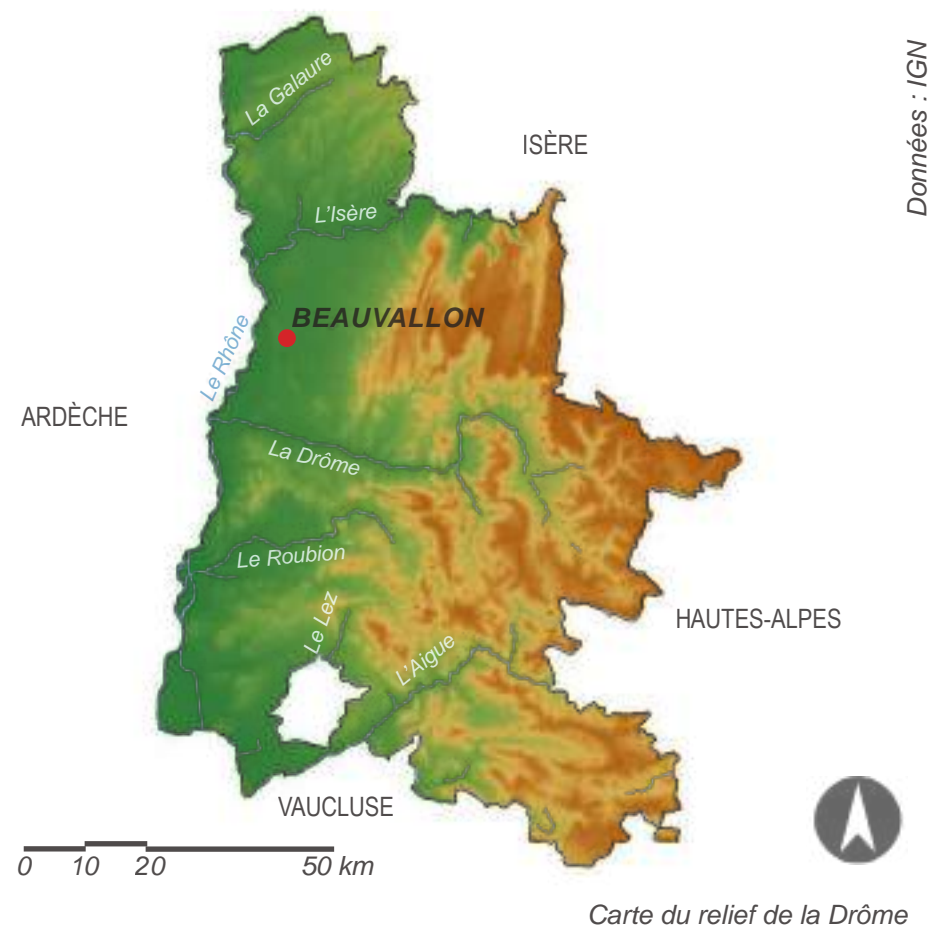 Données : IGN
La Galaure
ISÈRE
L'Isère
BEAUVALLON
Le Rhône
ARDÈCHE
La Drôme
Le Roubion
Le Lez
HAUTES-ALPES
L'Aigue
VAUCLUSE
0 10 20 50 km
Carte du relief de la Drôme